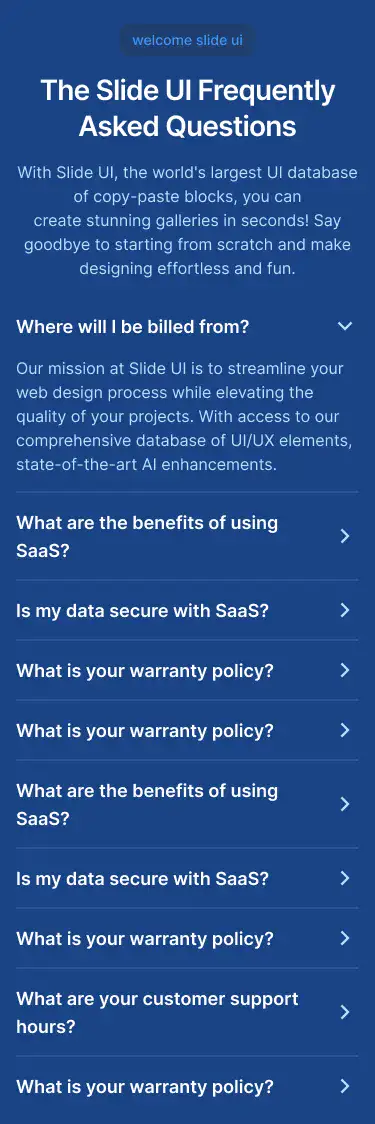 welcome slide ui
The Slide UI Frequently
Asked Questions
With Slide UI, the world's largest UI database
of copy-paste blocks, you can
create stunning galleries in seconds! Say
goodbye to starting from scratch and make
designing effortless and fun.
Where will I be billed from?
Our mission at Slide UI is to streamline your
web design process while elevating the
quality of your projects. With access to our
comprehensive database of UI/UX elements,
state-of-the-art AI enhancements.
What are the benefits of using
SaaS?
Is my data secure with SaaS?
What is your warranty policy?
What is your warranty policy?
What are the benefits of using
SaaS?
Is my data secure with SaaS?
What is your warranty policy?
What are your customer support
hours?
What is your warranty policy?